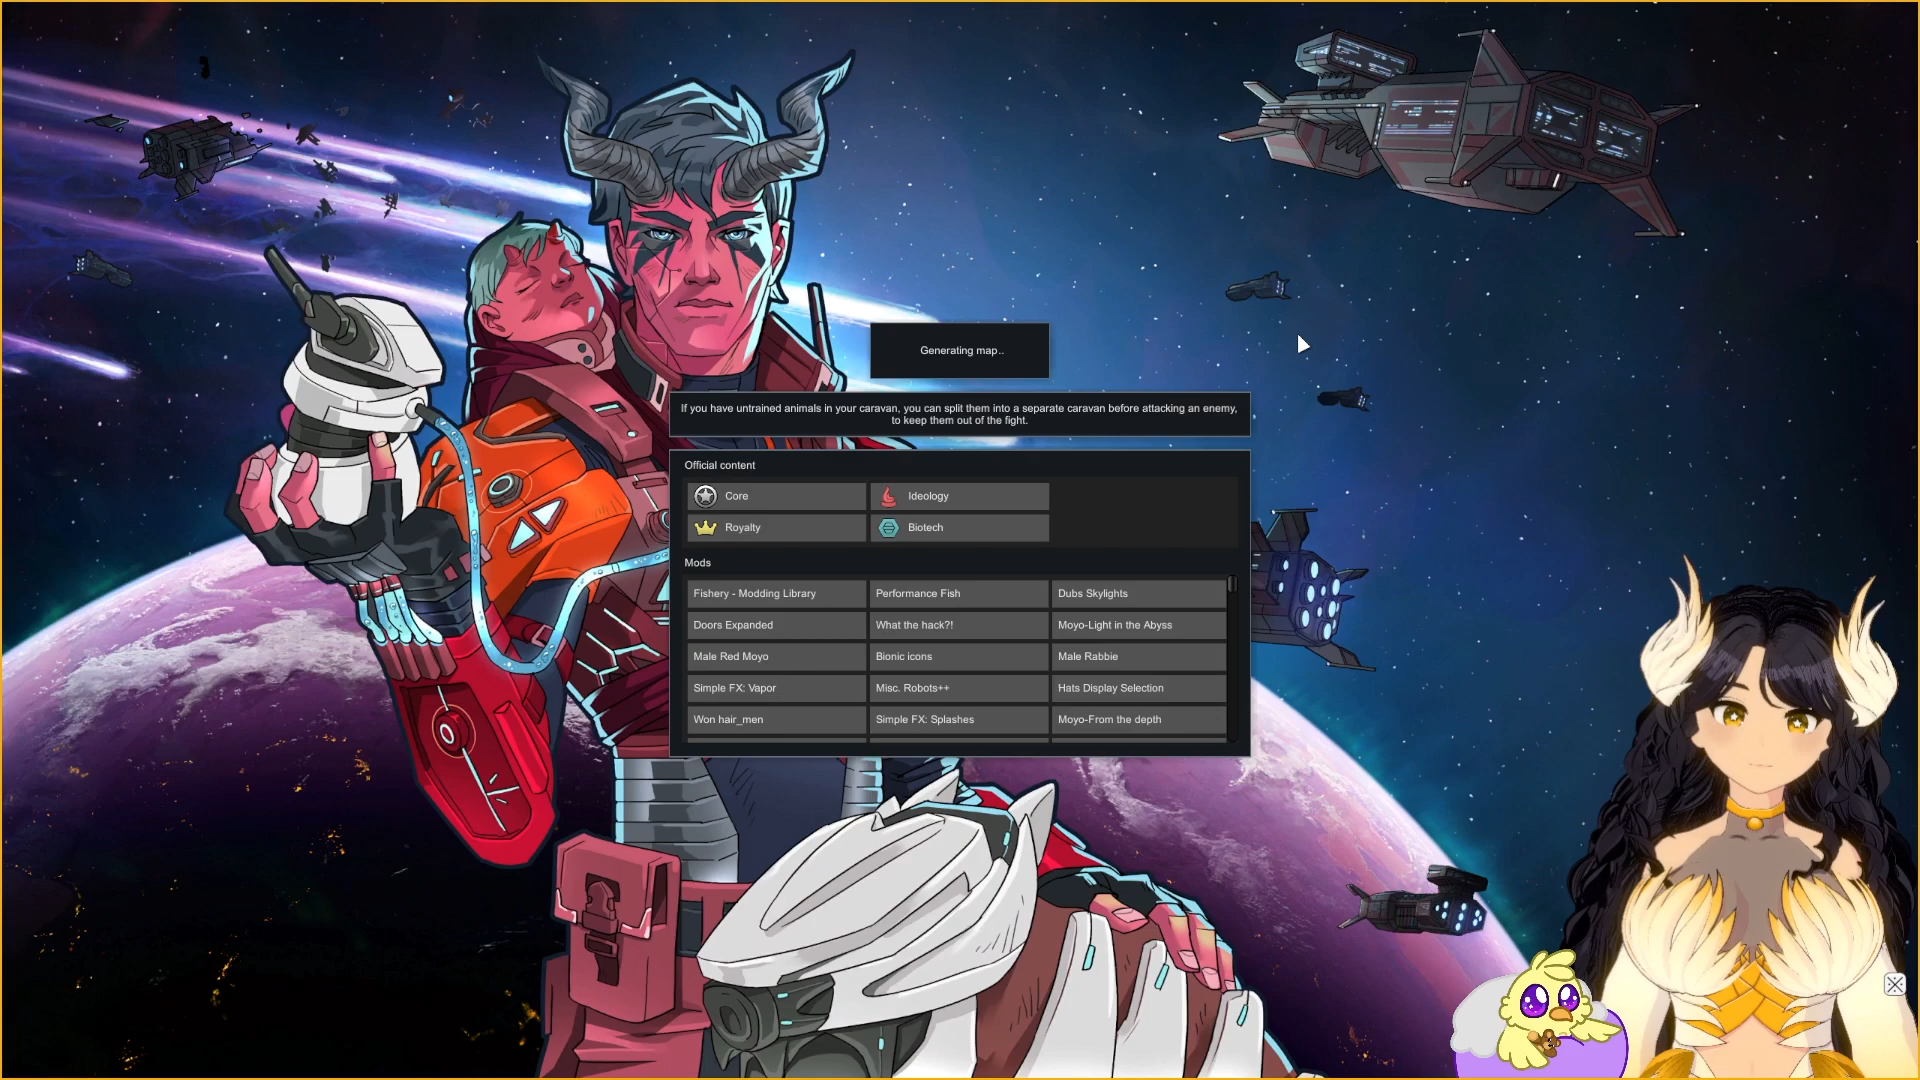 Generating map..
If you have untrained animals in your caravan, you can split them into a separate caravan before attacking an enemy,
to keep them out of the fight.
Official content
Core
Ideology
Royalty
Biotech
Mods
Fishery - Modding Library
Performance Fish
Dubs Skylights
Doors Expanded
What the hack?!
Moyo-Light in the Abyss
Male Red Moyo
Bionic icons
Male Rabbie
Simple FX: Vapor
Misc. Robots++
Hats Display Selection
Won hair_men
Simple FX: Splashes
Moyo-From the depth